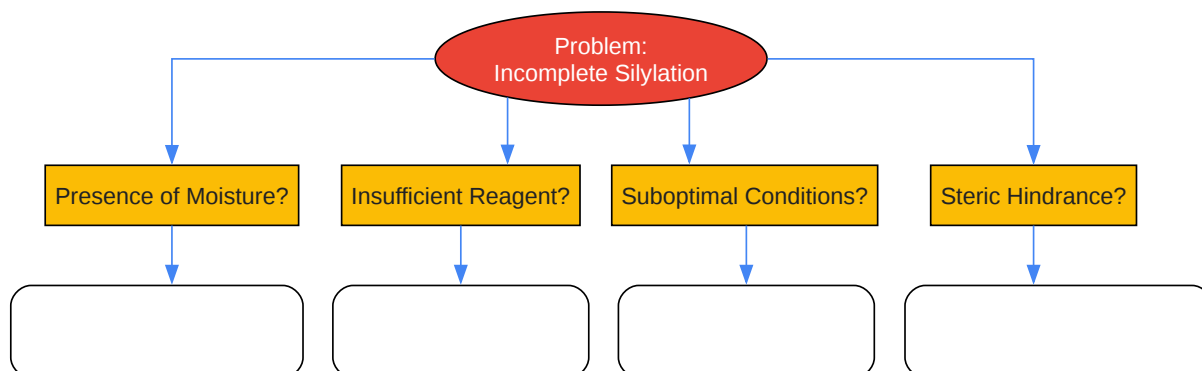 Problem:
Incomplete Silylation
Presence of Moisture?
Insufficient Reagent?
Suboptimal Conditions?
Steric Hindrance?